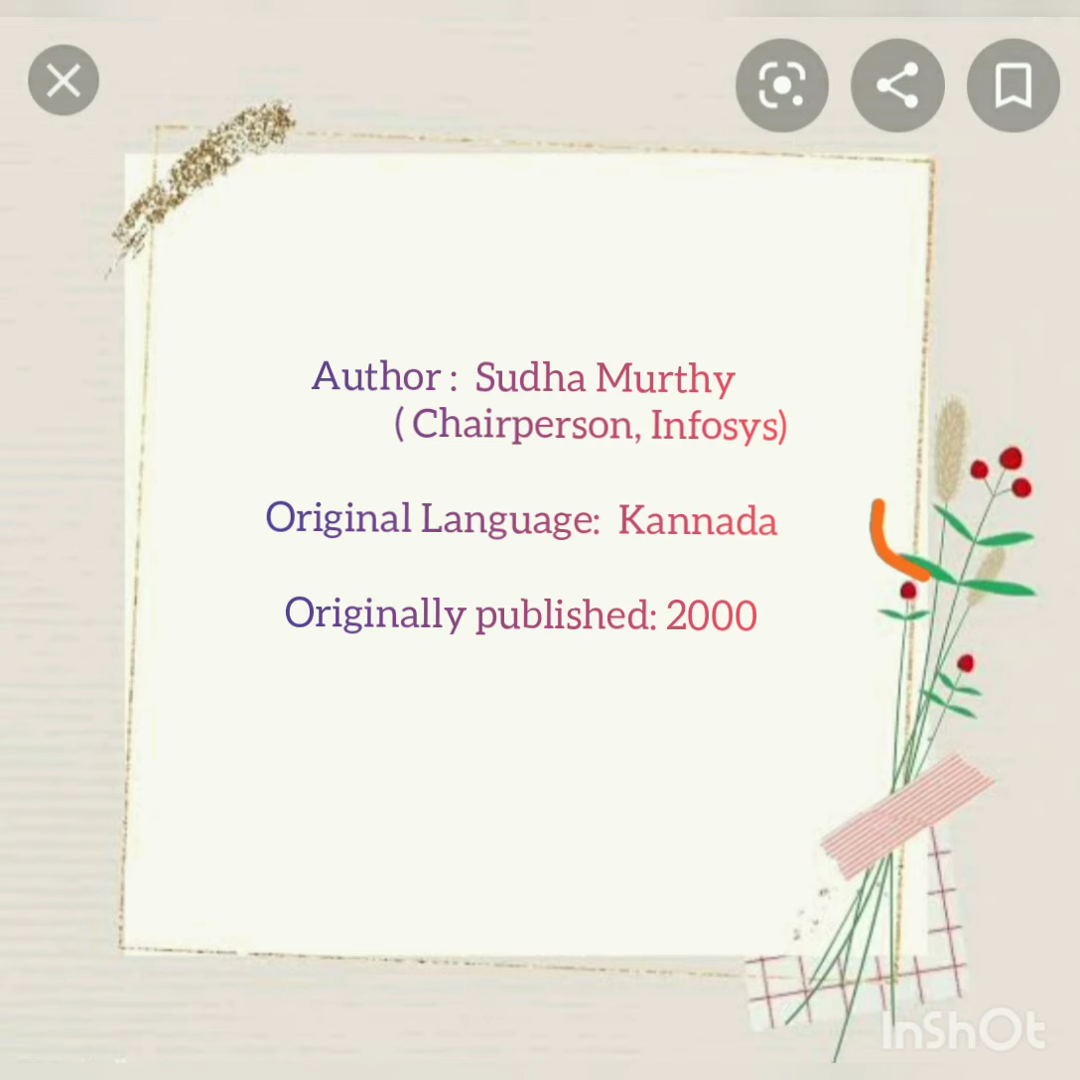 Author : Sudha Murthy
( Chairperson, Infosys)
Original Language: Kannada
Originally published: 2000
InShOt